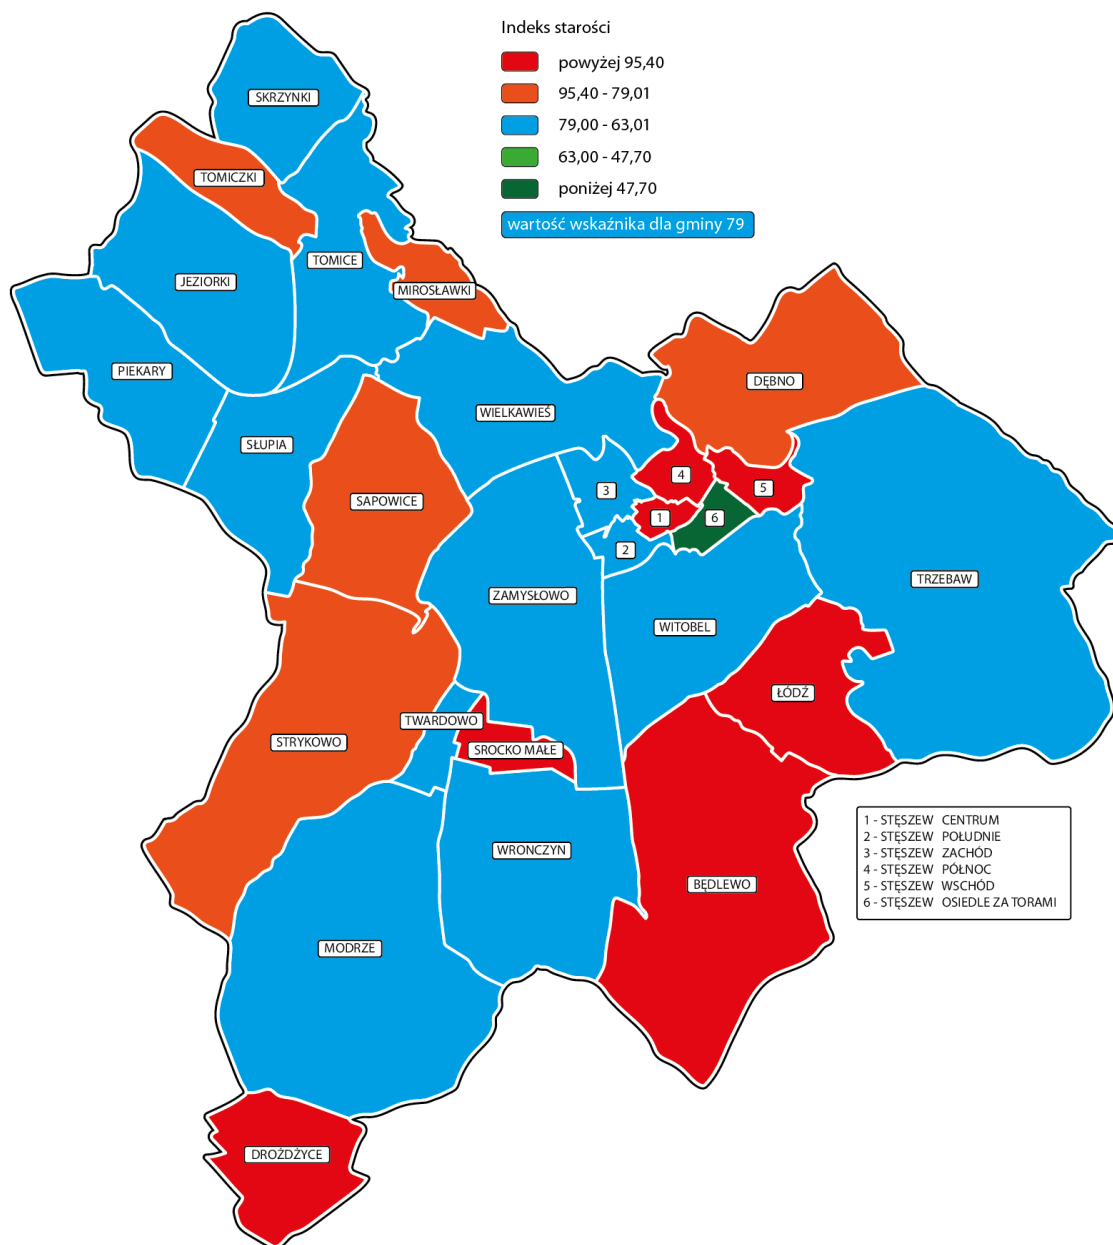 Indeks starości
powyżej 95,40
95,40 - 79,01
79,00 - 63,01
63,00 - 47,70
poniżej 47,70
wartość wskaźnika dla gminy 79
SKRZYNKI
TOMICZKI
TOMICE
JEZIORKI
MIROSŁAWKI
PIEKARY
DĘBNO
WIELKAWIEŚ
SŁUPIA
4
SAPOWICE
3
5
1
6
2
TRZEBAW
ZAMYSŁOWO
WITOBEL
ŁÓDŹ
TWARDOWO
STRYKOWO
SROCKO MAŁE
WRONCZYN
BĘDLEWO
MODRZE
DROŻDŻYCE
1 - STĘSZEW CENTRUM
2 - STĘSZEW POŁUDNIE
3 - STĘSZEW ZACHÓD
4 - STĘSZEW PÓŁNOC
5 - STĘSZEW WSCHÓD
6 - STĘSZEW OSIEDLE ZA TORAMI